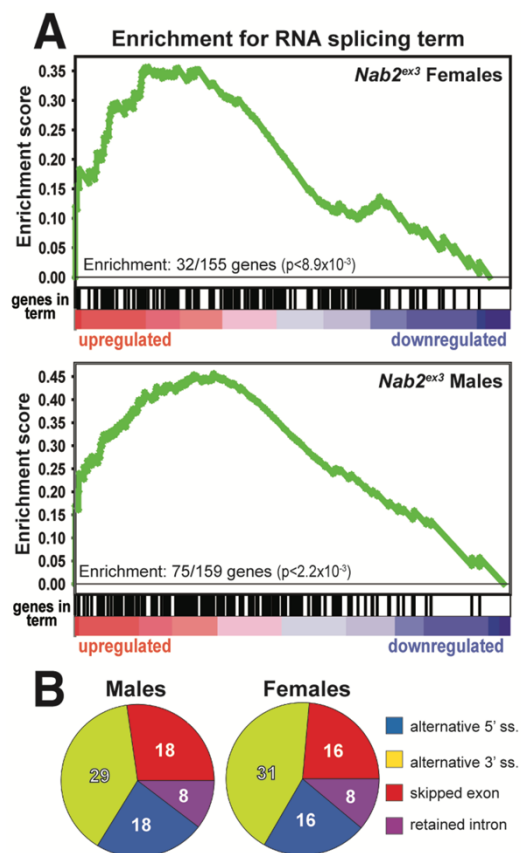 A
Enrichment for RNA splicing term
Nab2ex3 Females
Enrichment score
0.35
0.30
0.25
0.20
0.15
0.10
0.05
0.00
Enrichment: 32/155 genes (p<8.9x10-3)
genes in
term
upregulated
downregulated
Nab2ex3 Males
Enrichment score
0.45
0.40
0.35
0.30
0.25
0.20
0.15
0.10
0.05
0.00
Enrichment: 75/159 genes (p<2.2x10-3)
genes in
term
upregulated
downregulated
B
Males
Females
29
18
8
18
31
16
8
16
alternative 5' ss.
alternative 3' ss.
skipped exon
retained intron